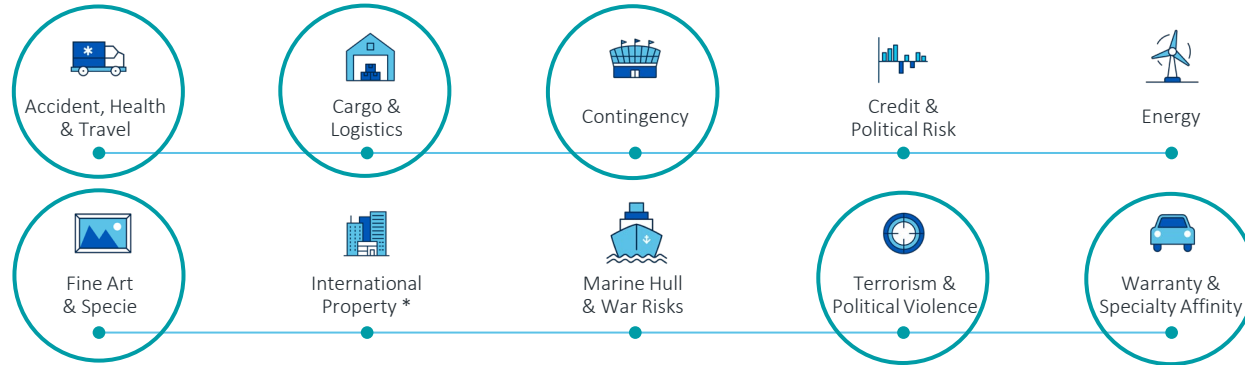 Accident, Health
& Travel
Cargo &
Logistics
Contingency
Credit &
Political Risk
Energy
Fine Art
& Specie
International
Property *
Marine Hull
& War Risks
Terrorism &
Political Violence
Warranty &
Specialty Affinity